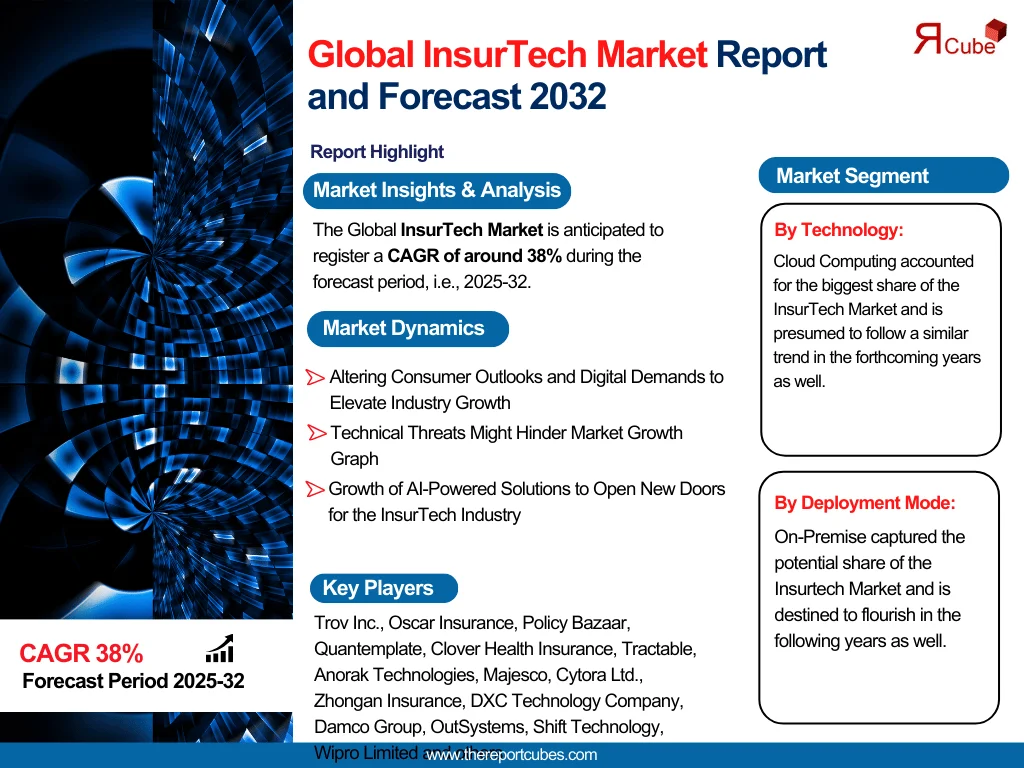 Global InsurTech Market Report
and Forecast 2032
ЯCube
Report Highlight
Market Insights & Analysis
The Global InsurTech Market is anticipated to
register a CAGR of around 38% during the
forecast period, i.e., 2025-32.
Market Dynamics
Altering Consumer Outlooks and Digital Demands to
Elevate Industry Growth
Technical Threats Might Hinder Market Growth
Graph
Growth of AI-Powered Solutions to Open New Doors
for the InsurTech Industry
Key Players
Trov Inc., Oscar Insurance, Policy Bazaar,
Quantemplate, Clover Health Insurance, Tractable,
Anorak Technologies, Majesco, Cytora Ltd.,
Zhongan Insurance, DXC Technology Company,
Damco Group, OutSystems, Shift Technology,
Wipro Limited and others
Market Segment
By Technology:
Cloud Computing accounted
for the biggest share of the
InsurTech Market and is
presumed to follow a similar
trend in the forthcoming years
as well.
By Deployment Mode:
On-Premise captured the
potential share of the
Insurtech Market and is
destined to flourish in the
following years as well.
CAGR 38%
Forecast Period 2025-32
www.thereportcubes.com